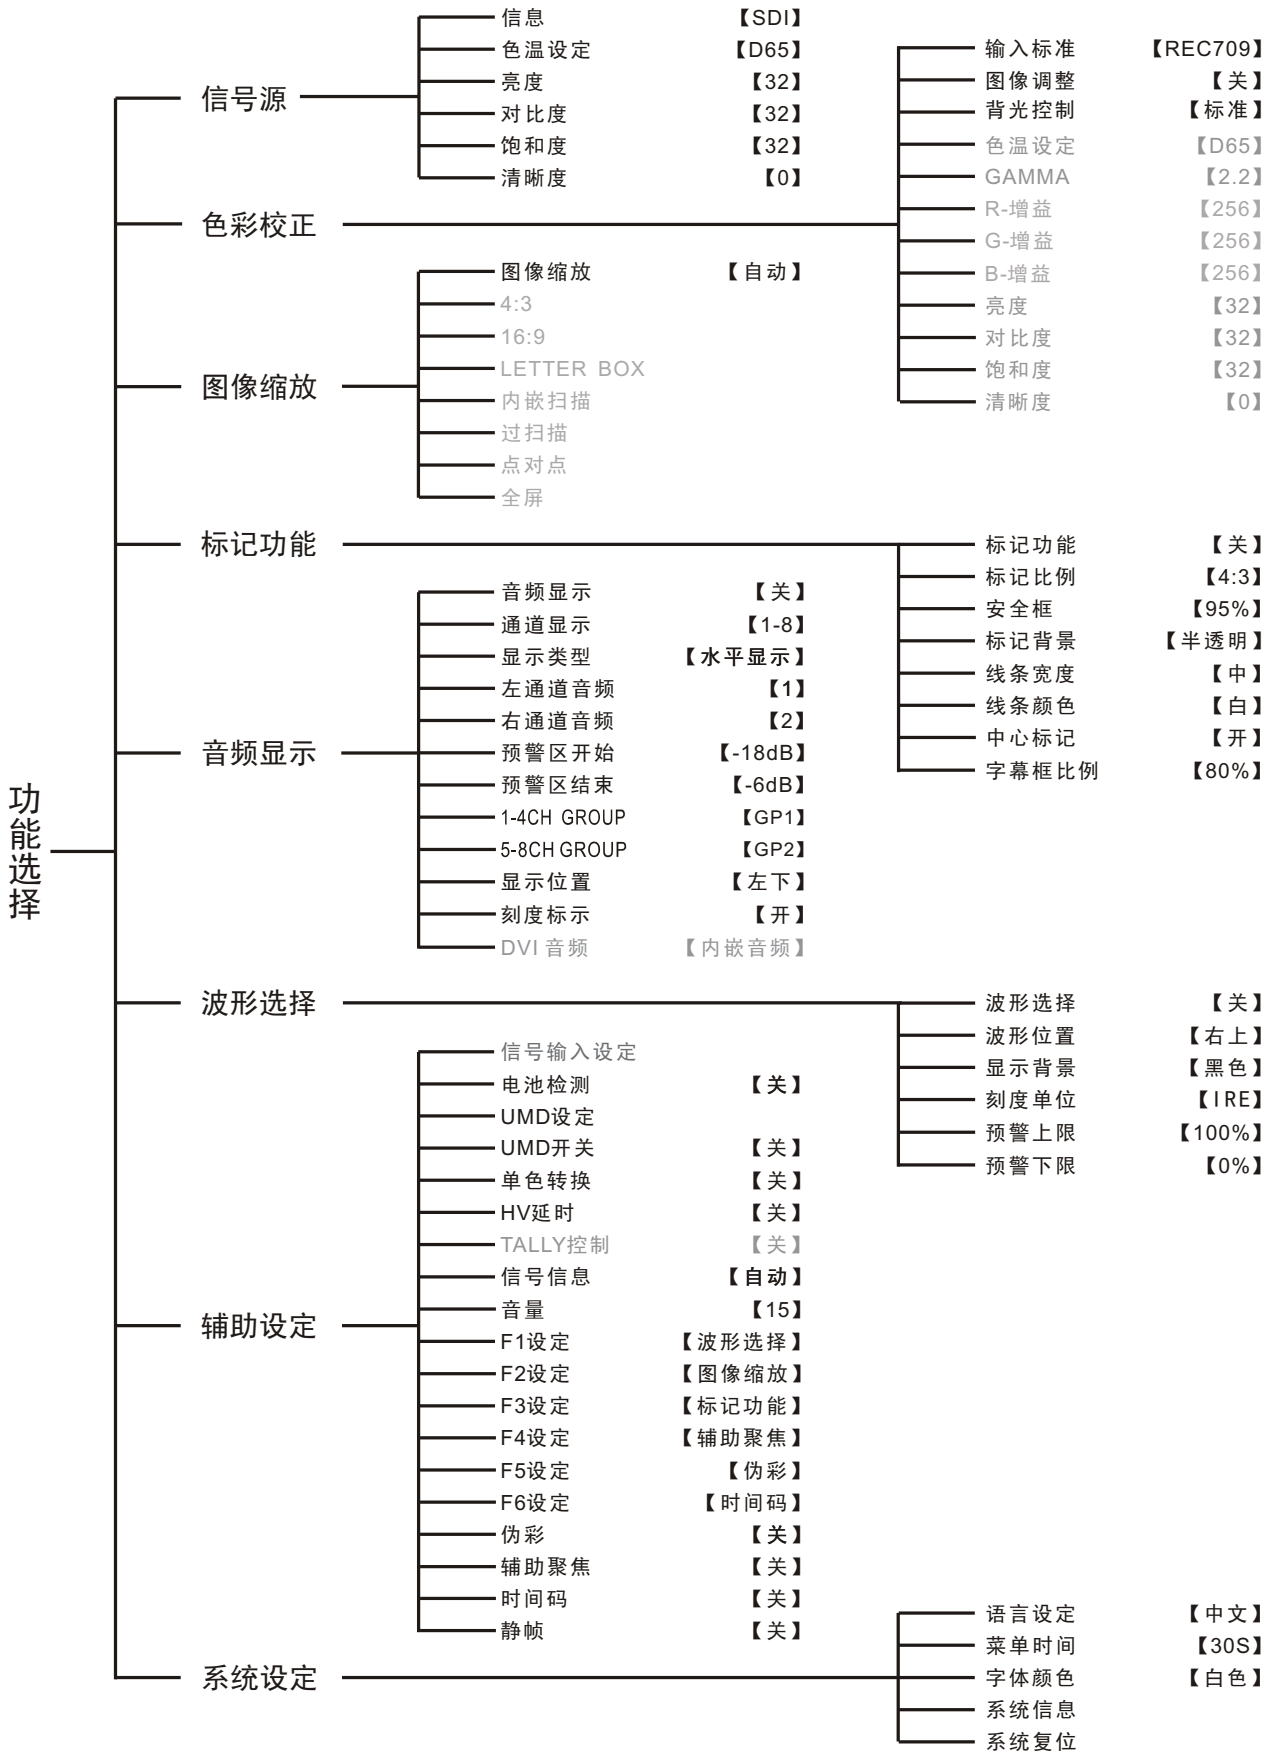 功能选择
信号源
信息 【SDI】
色温设定 【D65】
亮度 【32】
对比度 【32】
饱和度 【32】
清晰度 【0】
色彩校正
输入标准 【REC709】
图像调整 【关】
背光控制 【标准】
色温设定 【D65】
GAMMA 【2.2】
R-增益 【256】
G-增益 【256】
B-增益 【256】
亮度 【32】
对比度 【32】
饱和度 【32】
清晰度 【0】
图像缩放
图像缩放 【自动】
4:3
16:9
LETTER BOX
内嵌扫描
过扫描
点对点
全屏
标记功能
标记功能 【关】
标记比例 【4:3】
安全框 【95%】
标记背景 【半透明】
线条宽度 【中】
线条颜色 【白】
中心标记 【开】
字幕框比例 【80%】
音频显示
音频显示 【关】
通道显示 【1-8】
显示类型 【水平显示】
左通道音频 【1】
右通道音频 【2】
预警区开始 【-18dB】
预警区结束 【-6dB】
1-4CH GROUP 【GP1】
5-8CH GROUP 【GP2】
显示位置 【左下】
刻度标示 【开】
DVI 音频 【内嵌音频】
波形选择
波形选择 【关】
波形位置 【右上】
显示背景 【黑色】
刻度单位 【IRE】
预警上限 【100%】
预警下限 【0%】
辅助设定
信号输入设定
电池检测 【关】
UMD设定
UMD开关 【关】
单色转换 【关】
HV延时 【关】
TALLY控制 【关】
信号信息 【自动】
音量 【15】
F1设定 【波形选择】
F2设定 【图像缩放】
F3设定 【标记功能】
F4设定 【辅助聚焦】
F5设定 【伪彩】
F6设定 【时间码】
伪彩 【关】
辅助聚焦 【关】
时间码 【关】
静帧 【关】
系统设定
语言设定 【中文】
菜单时间 【30S】
字体颜色 【白色】
系统信息
系统复位